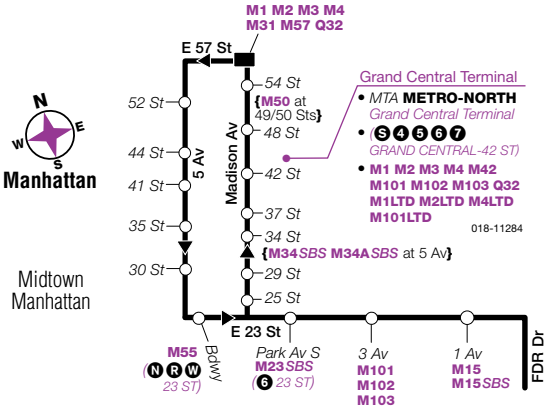 M1 M2 M3 M4
M31 M57 Q32
E 57 St
54 St
{M50 at
49/50 Sts}
48 St
42 St
37 St
34 St
{M34SBS M34ASBS at 5 Av}
29 St
25 St
Madison Av
52 St
44 St
41 St
35 St
30 St
5 Av
N
E
S
W
Manhattan
Midtown
Manhattan
Grand Central Terminal
• MTA METRO-NORTH
Grand Central Terminal
• (S 4 5 6 7
GRAND CENTRAL-42 ST)
• M1 M2 M3 M4 M42
M101 M102 M103 Q32
M1LTD M2LTD M4LTD
M101LTD
018-11284
E 23 St
Bdwy
M55
(N R W
23 ST)
Park Av S
M23SBS
(6 23 ST)
3 Av
M101
M102
M103
1 Av
M15
M15SBS
FDR Dr